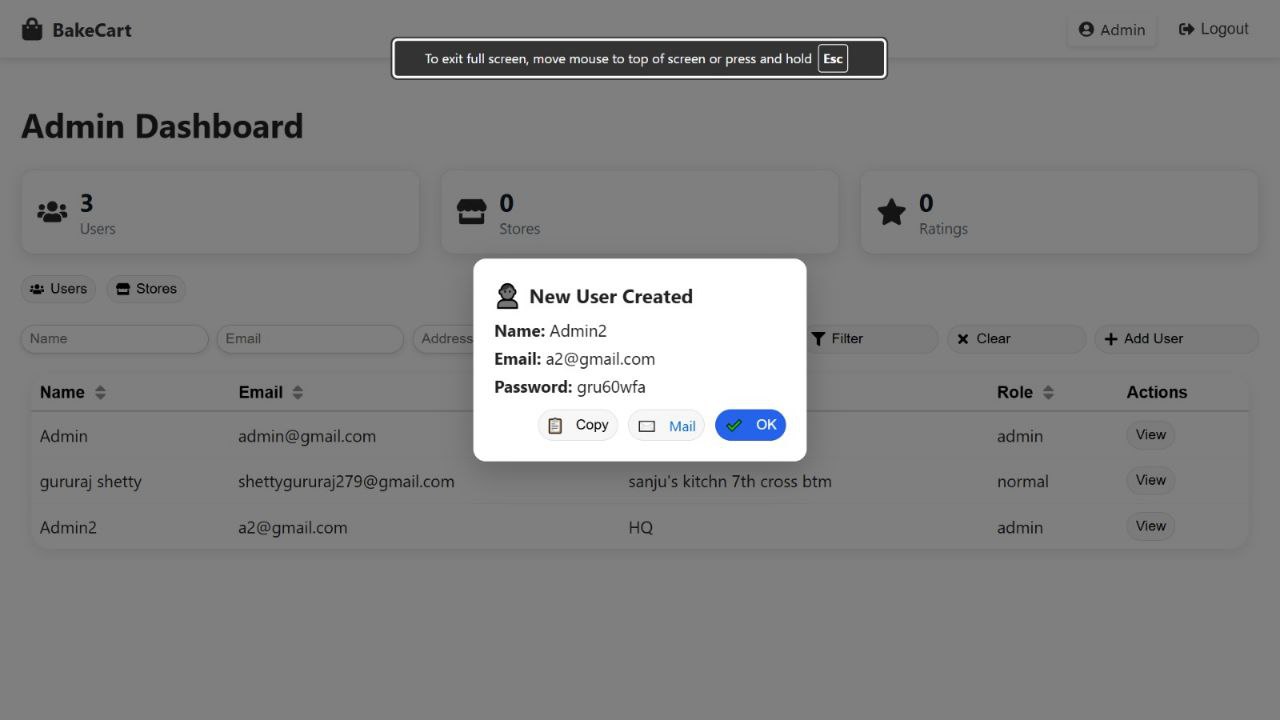 BakeCart
Admin
Logout
To exit full screen, move mouse to top of screen or press and hold Esc
Admin Dashboard
3
Users
0
Stores
0
Ratings
Users
Stores
Name
Email
Address
Filter
Clear
Add User
Name
Email
Role
Actions
Admin
admin@gmail.com
admin
View
gururaj shetty
shettygururaj279@gmail.com
sanju's kitchn 7th cross btm
normal
View
Admin2
a2@gmail.com
HQ
admin
View
New User Created
Name: Admin2
Email: a2@gmail.com
Password: gru60wfa
Copy
Mail
OK